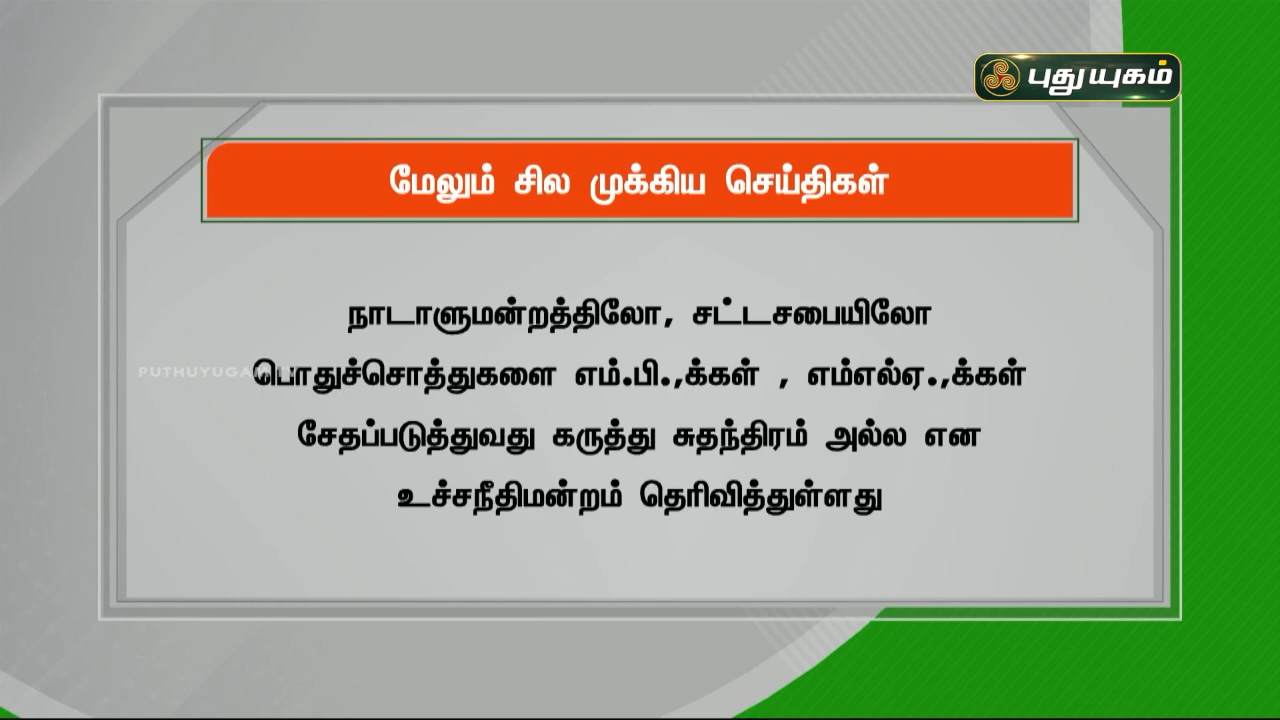 புதுயுகம்
மேலும் சில முக்கிய செய்திகள்
நாடாளுமன்றத்திலோ, சட்டசபையிலோ
பொதுச்சொத்துகளை எம்.பி.,க்கள் , எம்எல்ஏ.,க்கள்
சேதப்படுத்துவது கருத்து சுதந்திரம் அல்ல என
உச்சநீதிமன்றம் தெரிவித்துள்ளது